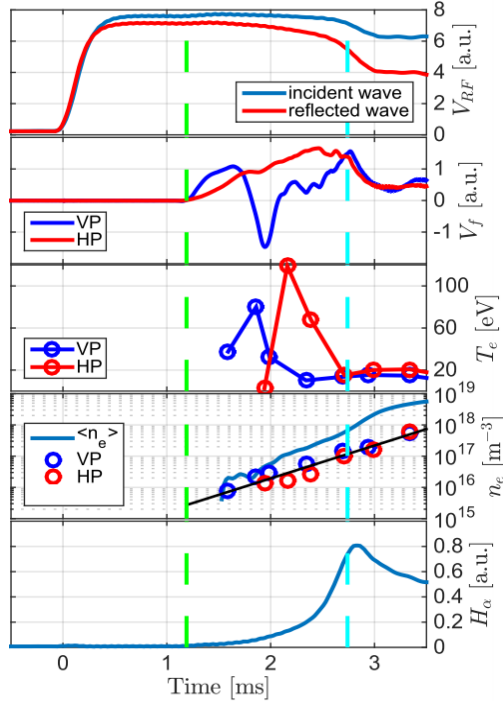 8
6
4
2
0
V_RF [a.u.]
incident wave
reflected wave
1
0
-1
V_f [a.u.]
VP
HP
100
60
20
T_e [eV]
VP
HP
10^19
10^18
10^17
10^16
10^15
n_e [m^-3]
<n_e>
VP
HP
0.8
0.6
0.4
0.2
0
H_α [a.u.]
0 1 2 3
Time [ms]